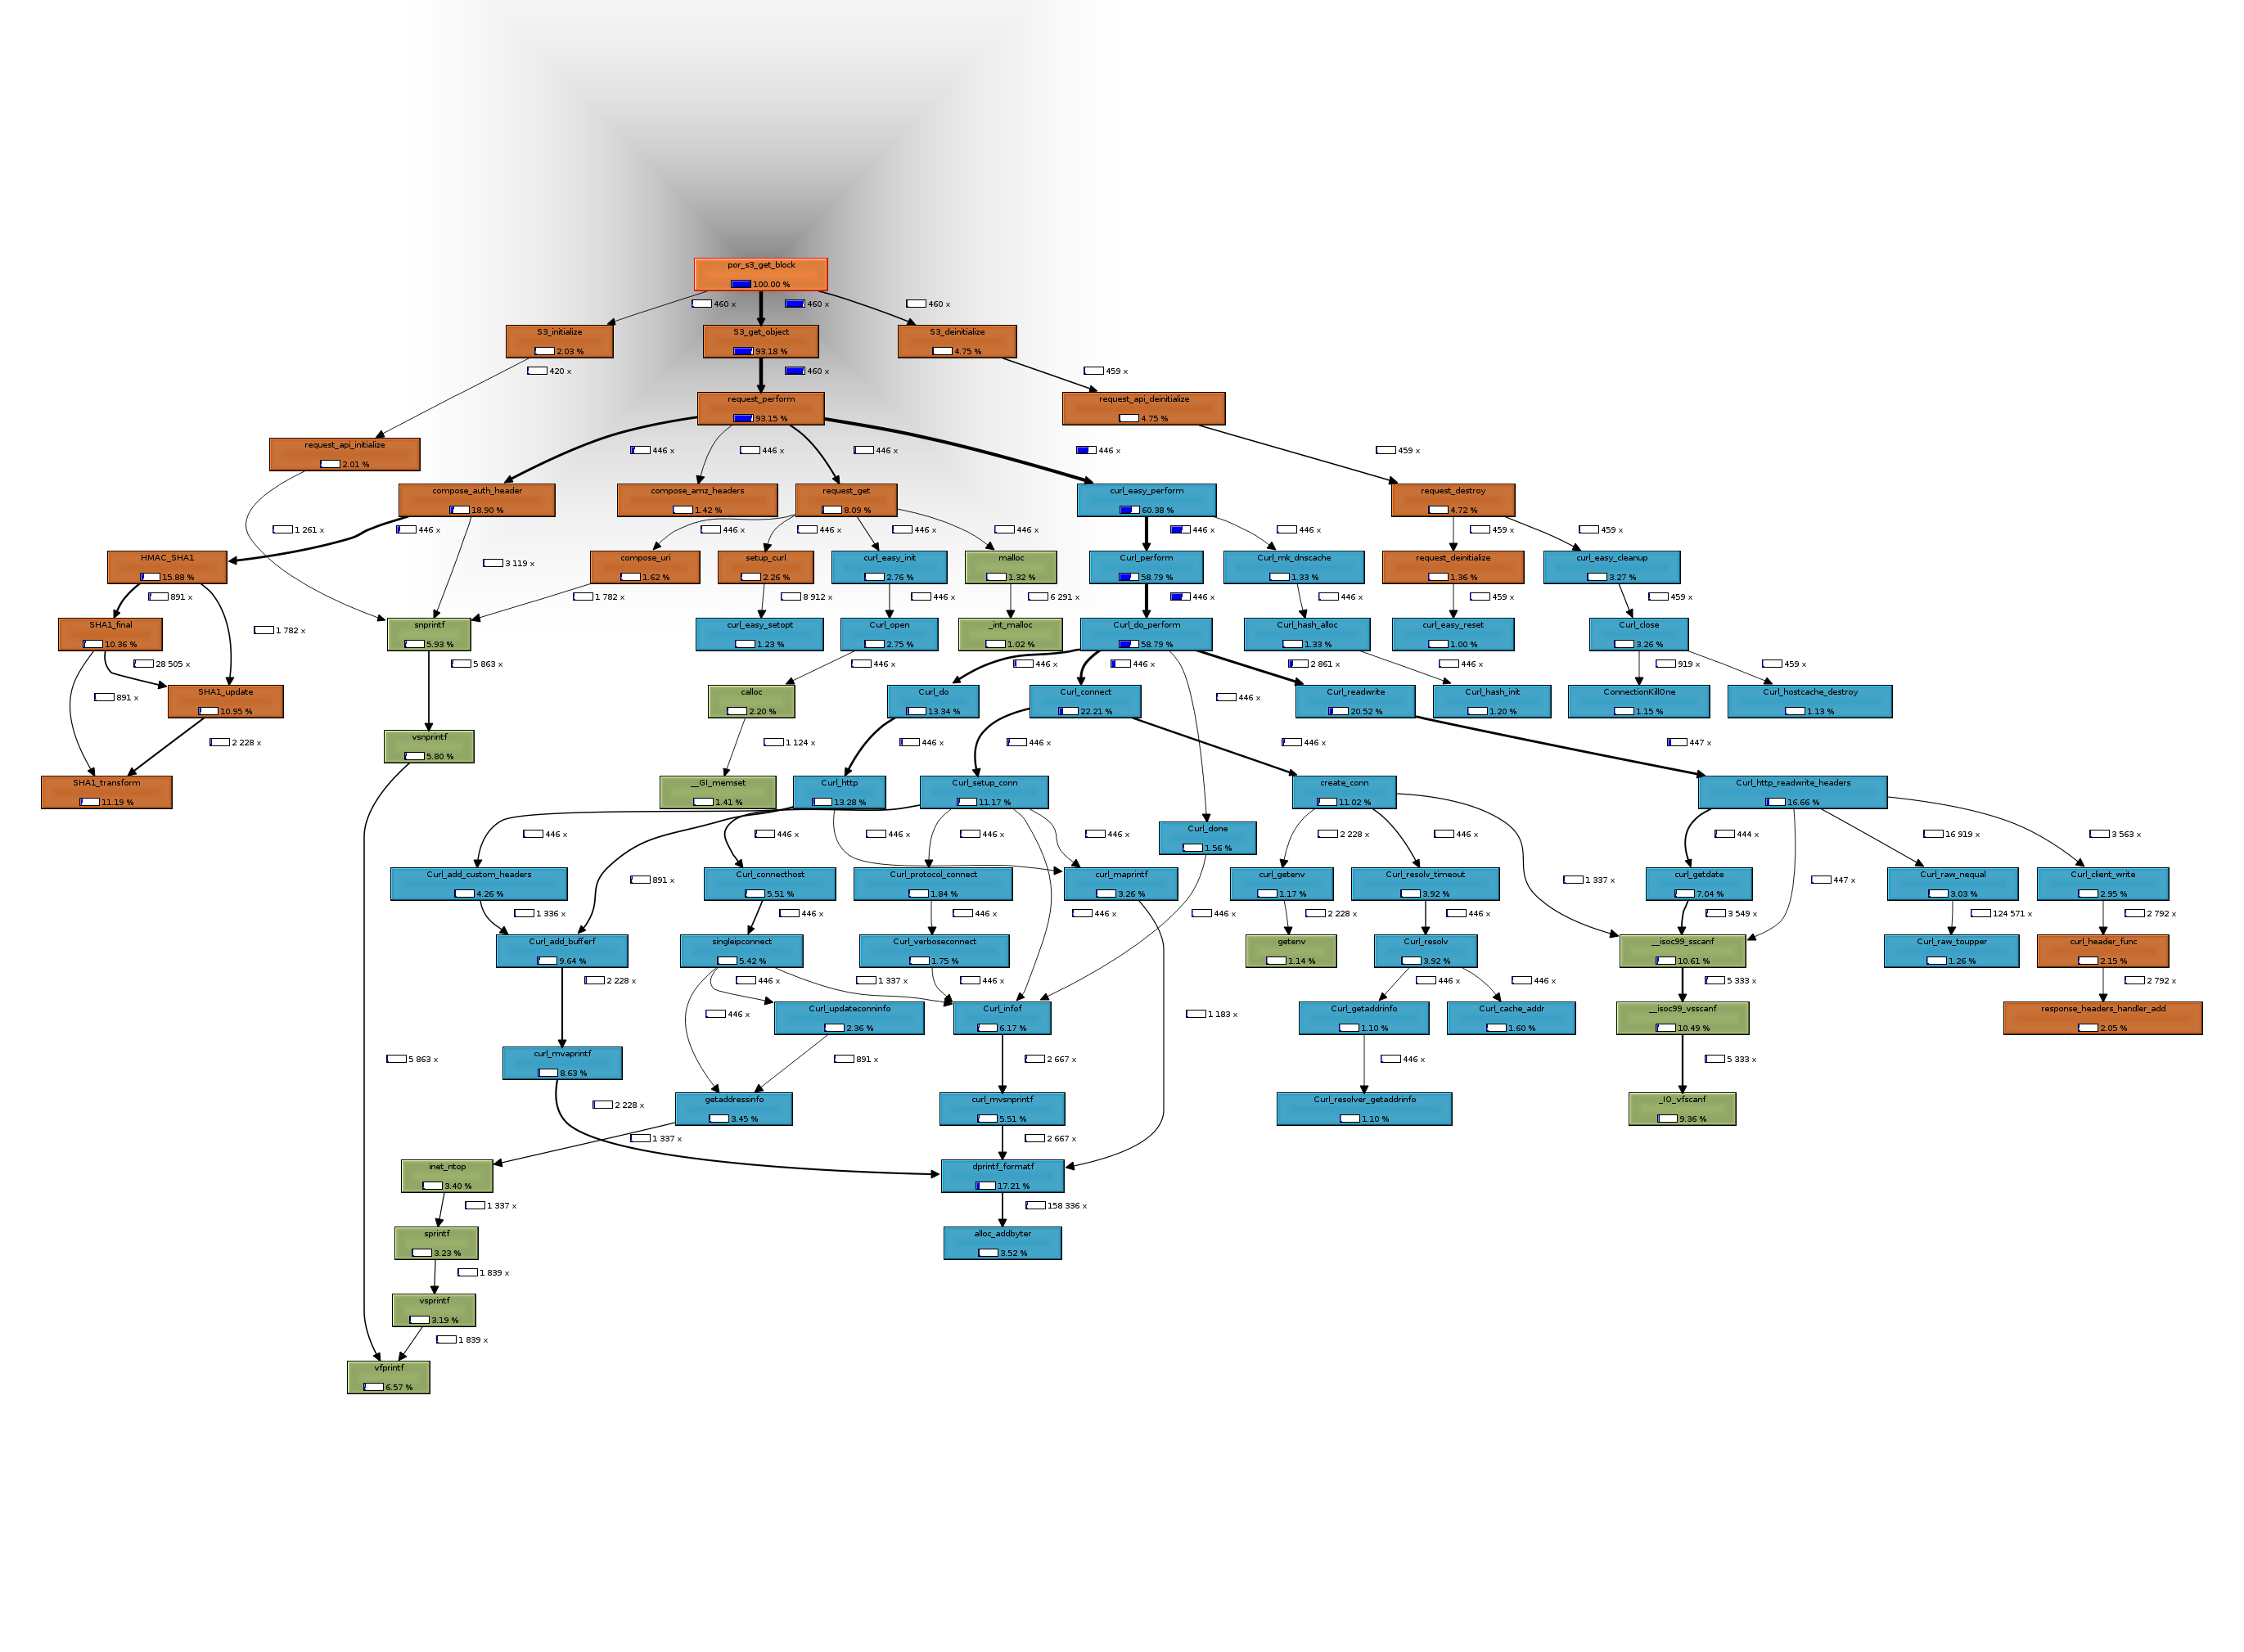 por_s3_get_block
100.00 %
460 x
460 x
460 x
S3_initialize
2.03 %
S3_get_object
93.18 %
S3_deinitialize
4.75 %
420 x
460 x
459 x
request_perform
93.15 %
request_api_deinitialize
4.75 %
request_api_initialize
2.01 %
446 x
446 x
446 x
446 x
459 x
compose_auth_header
18.90 %
compose_amz_headers
1.42 %
request_get
8.09 %
curl_easy_perform
60.38 %
request_destroy
4.72 %
1 261 x
446 x
446 x
446 x
446 x
446 x
446 x
446 x
459 x
459 x
HMAC_SHA1
15.88 %
3 119 x
compose_uri
1.62 %
setup_curl
2.26 %
curl_easy_init
2.76 %
malloc
1.32 %
Curl_perform
58.79 %
Curl_mk_dnscache
1.33 %
request_deinitialize
1.36 %
curl_easy_cleanup
3.27 %
891 x
1 782 x
8 912 x
446 x
6 291 x
446 x
446 x
459 x
459 x
SHA1_final
10.36 %
1 782 x
snprintf
5.93 %
curl_easy_setopt
1.23 %
Curl_open
2.75 %
_int_malloc
1.02 %
Curl_do_perform
58.79 %
Curl_hash_alloc
1.33 %
curl_easy_reset
1.00 %
Curl_close
3.26 %
28 505 x
5 863 x
446 x
446 x
446 x
2 861 x
446 x
919 x
459 x
891 x
SHA1_update
10.95 %
calloc
2.20 %
Curl_do
13.34 %
Curl_connect
22.21 %
446 x
Curl_readwrite
20.52 %
Curl_hash_init
1.20 %
ConnectionKillOne
1.15 %
Curl_hostcache_destroy
1.13 %
2 228 x
vsnprintf
5.80 %
1 124 x
446 x
446 x
446 x
447 x
SHA1_transform
11.19 %
__GI_memset
1.41 %
Curl_http
13.28 %
Curl_setup_conn
11.17 %
create_conn
11.02 %
Curl_http_readwrite_headers
16.66 %
446 x
446 x
446 x
446 x
446 x
Curl_done
1.56 %
2 228 x
446 x
444 x
16 919 x
3 563 x
Curl_add_custom_headers
4.26 %
891 x
Curl_connecthost
5.51 %
Curl_protocol_connect
1.84 %
curl_maprintf
3.26 %
curl_getenv
1.17 %
Curl_resolv_timeout
3.92 %
1 337 x
curl_getdate
7.04 %
447 x
Curl_raw_nequal
3.03 %
Curl_client_write
2.95 %
1 336 x
446 x
446 x
446 x
446 x
2 228 x
446 x
3 549 x
124 571 x
2 792 x
Curl_add_bufferf
9.64 %
singleipconnect
5.42 %
Curl_verboseconnect
1.75 %
getenv
1.14 %
Curl_resolv
3.92 %
__isoc99_sscanf
10.61 %
Curl_raw_toupper
1.26 %
curl_header_func
2.15 %
2 228 x
446 x
1 337 x
446 x
446 x
446 x
5 333 x
2 792 x
446 x
Curl_updateconninfo
2.36 %
Curl_infof
6.17 %
1 183 x
Curl_getaddrinfo
1.10 %
Curl_cache_addr
1.60 %
__isoc99_vsscanf
10.49 %
response_headers_handler_add
2.05 %
5 863 x
curl_mvaprintf
8.63 %
891 x
2 667 x
446 x
5 333 x
2 228 x
getaddressinfo
3.45 %
curl_mvsnprintf
5.51 %
Curl_resolver_getaddrinfo
1.10 %
_IO_vfscanf
9.36 %
1 337 x
2 667 x
inet_ntop
3.40 %
dprintf_formatf
17.21 %
1 337 x
158 336 x
sprintf
3.23 %
alloc_addbyter
3.52 %
1 839 x
vsprintf
3.19 %
1 839 x
vfprintf
6.57 %